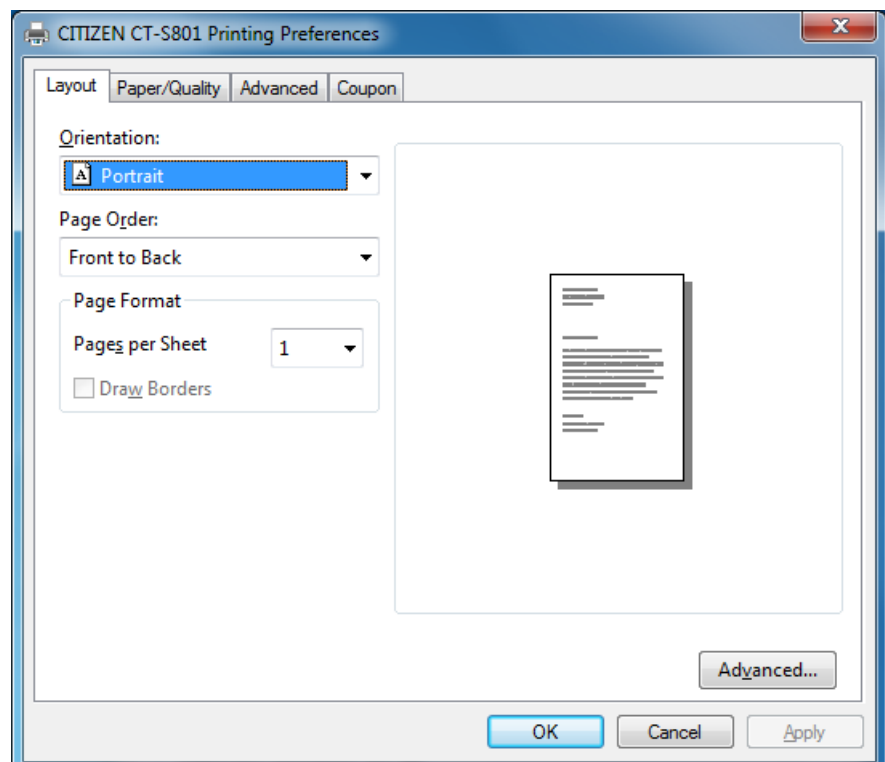 CITIZEN CT-S801 Printing Preferences
Layout Paper/Quality Advanced Coupon
Orientation:
A Portrait
Page Order:
Front to Back
Page Format
Pages per Sheet 1
Draw Borders
Advanced...
OK Cancel Apply